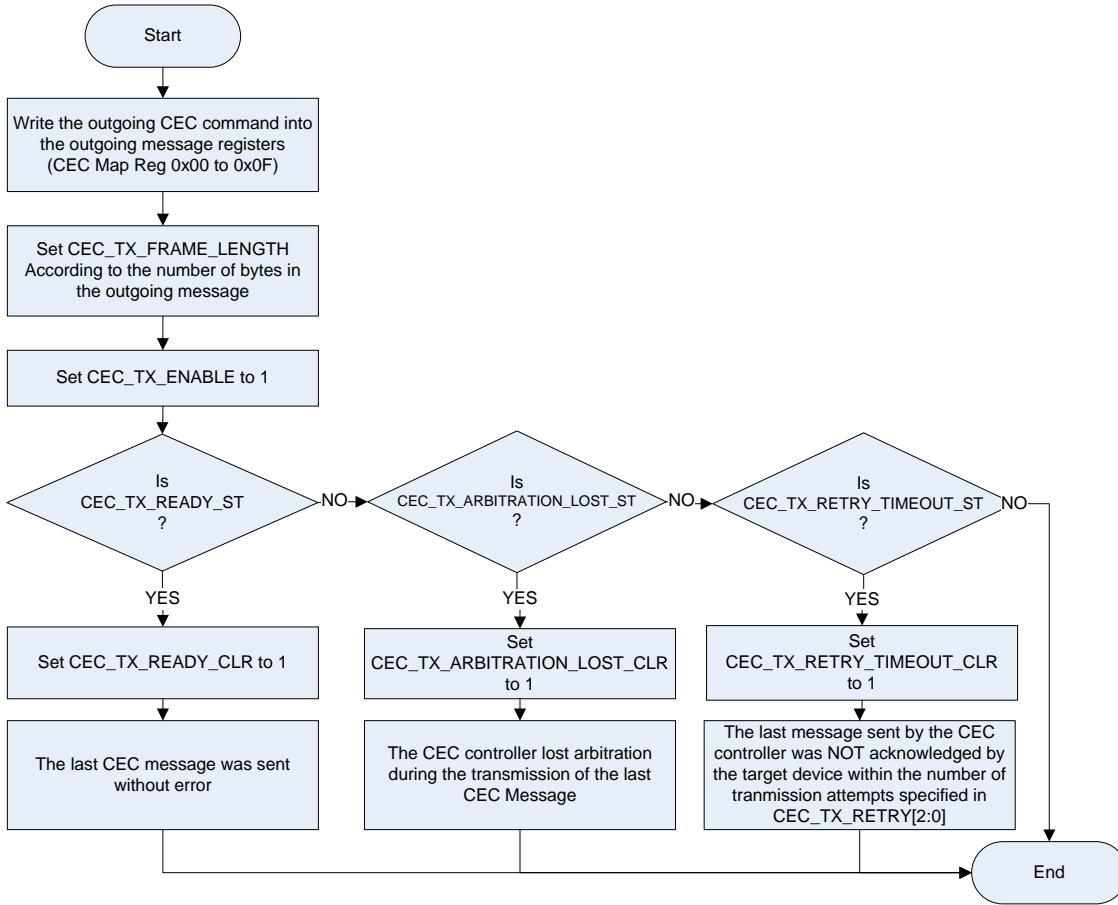 Start
Write the outgoing CEC command into
the outgoing message registers
(CEC Map Reg 0x00 to 0x0F)
Set CEC_TX_FRAME_LENGTH
According to the number of bytes in
the outgoing message
Set CEC_TX_ENABLE to 1
Is
CEC_TX_READY_ST
?
NO
Is
CEC_TX_ARBITRATION_LOST_ST
?
NO
Is
CEC_TX_RETRY_TIMEOUT_ST
?
NO
YES
YES
YES
Set CEC_TX_READY_CLR to 1
Set
CEC_TX_ARBITRATION_LOST_CLR
to 1
Set
CEC_TX_RETRY_TIMEOUT_CLR
to 1
The last CEC message was sent
without error
The CEC controller lost arbitration
during the transmission of the last
CEC Message
The last message sent by the CEC
controller was NOT acknowledged by
the target device within the number of
tranmission attempts specified in
CEC_TX_RETRY[2:0]
End